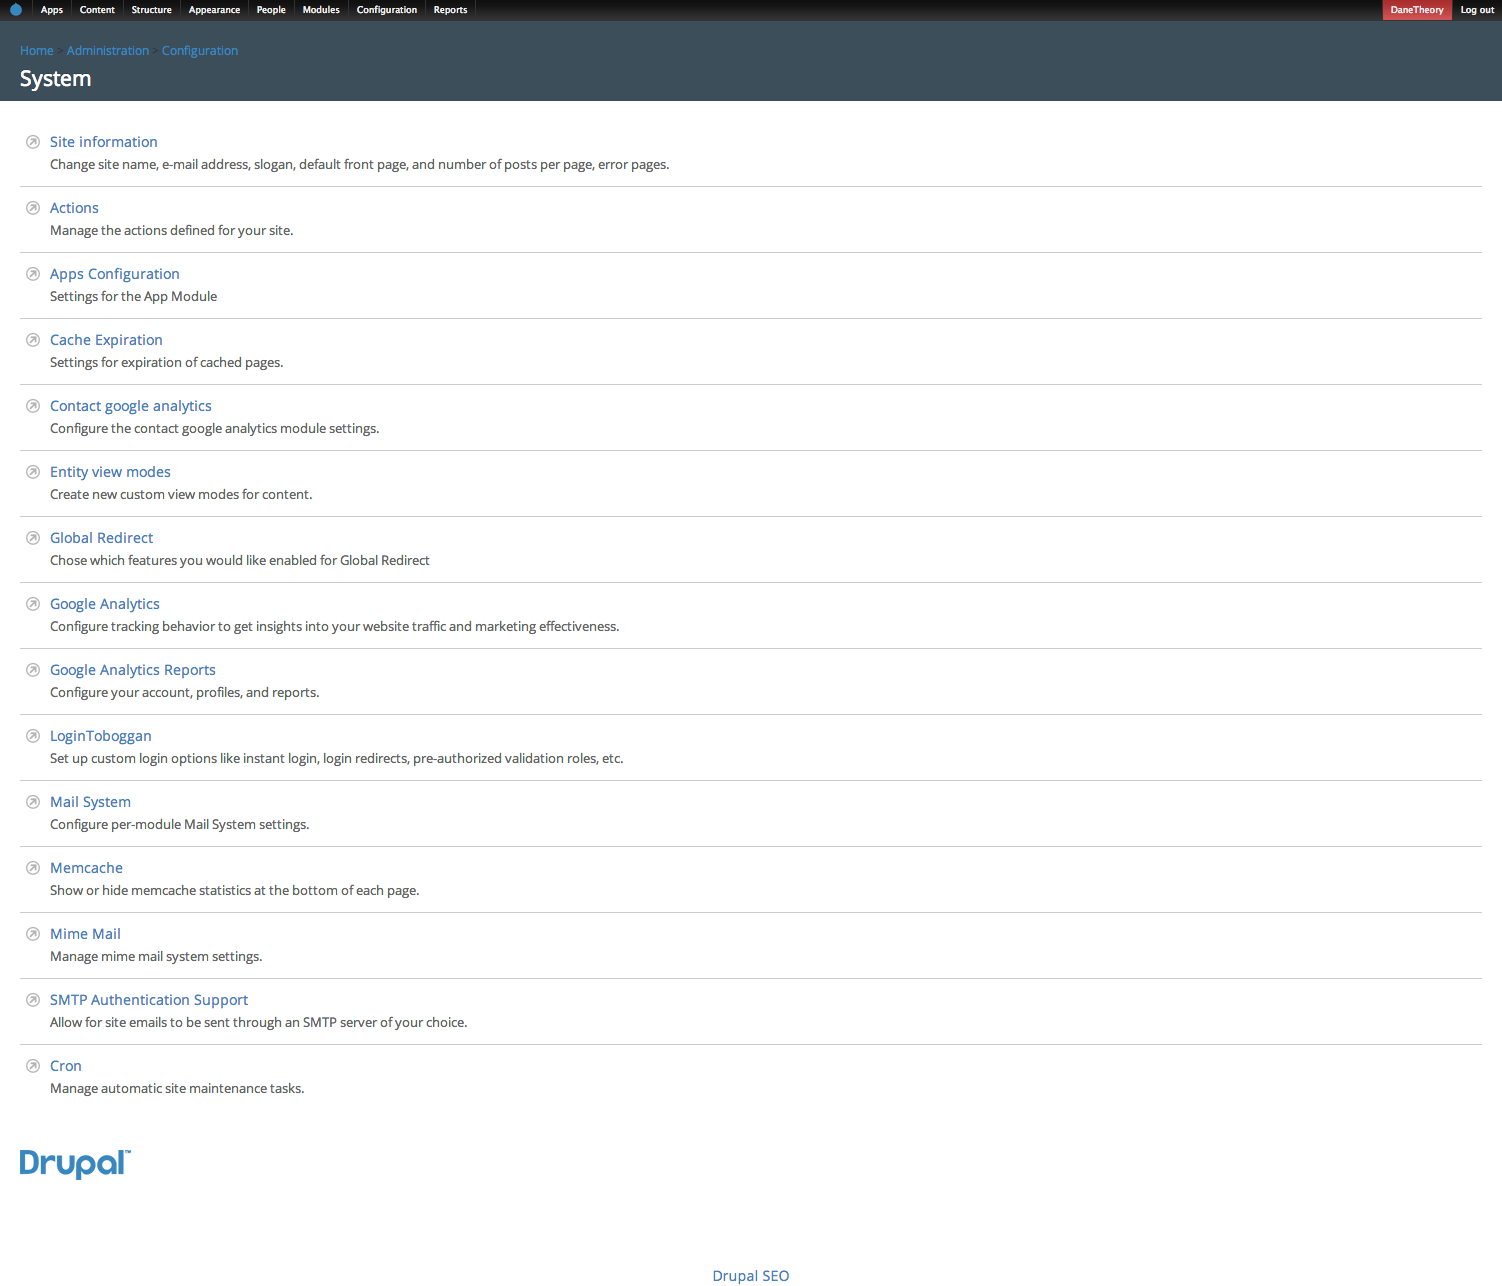 Apps Content Structure Appearance People Modules Configuration Reports DaneTheory Log out
Home > Administration > Configuration
System
Site information
Change site name, e-mail address, slogan, default front page, and number of posts per page, error pages.
Actions
Manage the actions defined for your site.
Apps Configuration
Settings for the App Module
Cache Expiration
Settings for expiration of cached pages.
Contact google analytics
Configure the contact google analytics module settings.
Entity view modes
Create new custom view modes for content.
Global Redirect
Chose which features you would like enabled for Global Redirect
Google Analytics
Configure tracking behavior to get insights into your website traffic and marketing effectiveness.
Google Analytics Reports
Configure your account, profiles, and reports.
LoginToboggan
Set up custom login options like instant login, login redirects, pre-authorized validation roles, etc.
Mail System
Configure per-module Mail System settings.
Memcache
Show or hide memcache statistics at the bottom of each page.
Mime Mail
Manage mime mail system settings.
SMTP Authentication Support
Allow for site emails to be sent through an SMTP server of your choice.
Cron
Manage automatic site maintenance tasks.
Drupal™
Drupal SEO